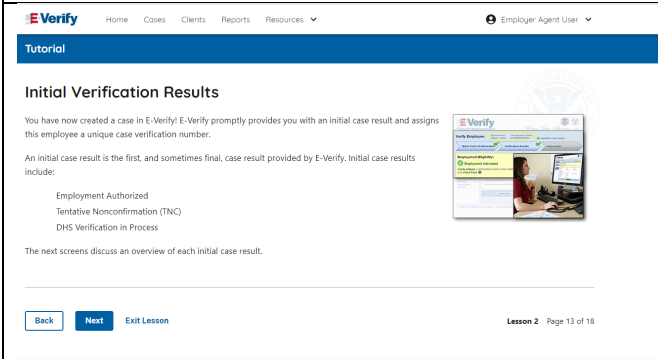 E-Verify
Home Cases Clients Reports Resources
Employer Agent User
Tutorial
Initial Verification Results
You have now created a case in E-Verify! E-Verify promptly provides you with an initial case result and assigns
this employee a unique case verification number.
An initial case result is the first, and sometimes final, case result provided by E-Verify. Initial case results
include:
Employment Authorized
Tentative Nonconfirmation (TNC)
DHS Verification in Process
The next screens discuss an overview of each initial case result.
E-Verify
Verify Employee
Verification Results
Employment Authorized
Back Next Exit Lesson
Lesson 2 Page 13 of 18